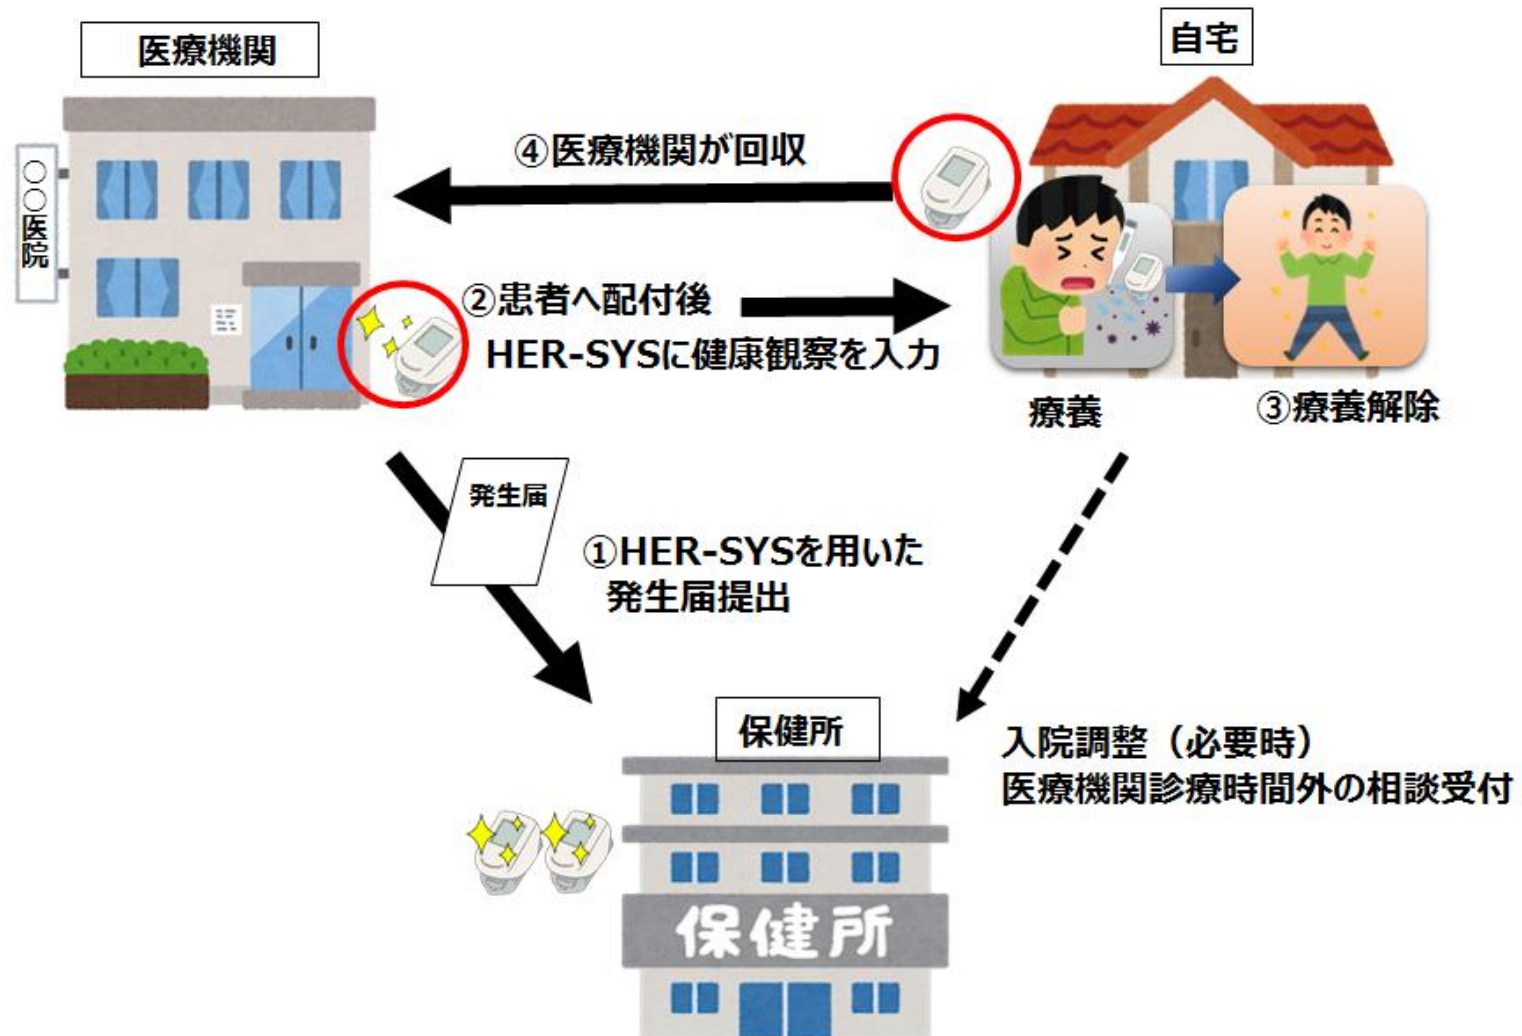 医療機関
自宅
〇〇医院
④医療機関が回収
②患者へ配付後
HER-SYSに健康観察を入力
療養
③療養解除
発生届
①HER-SYSを用いた
発生届提出
保健所
入院調整（必要時）
医療機関診療時間外の相談受付
保健所